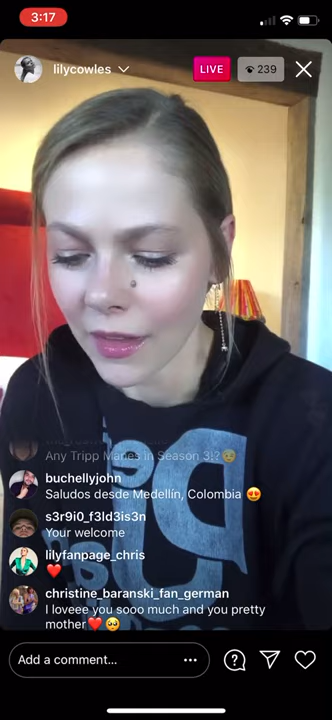 3:17
lilycowles
LIVE
239
Any Tripp Manes in Season 3!?😢
buchellyjohn
Saludos desde Medellín, Colombia 😍
s3r9i0_f3ld3is3n
Your welcome
lilyfanpage_chris
❤️
christine_baranski_fan_german
I loveee you sooo much and you pretty
mother❤️🥺
Add a comment...